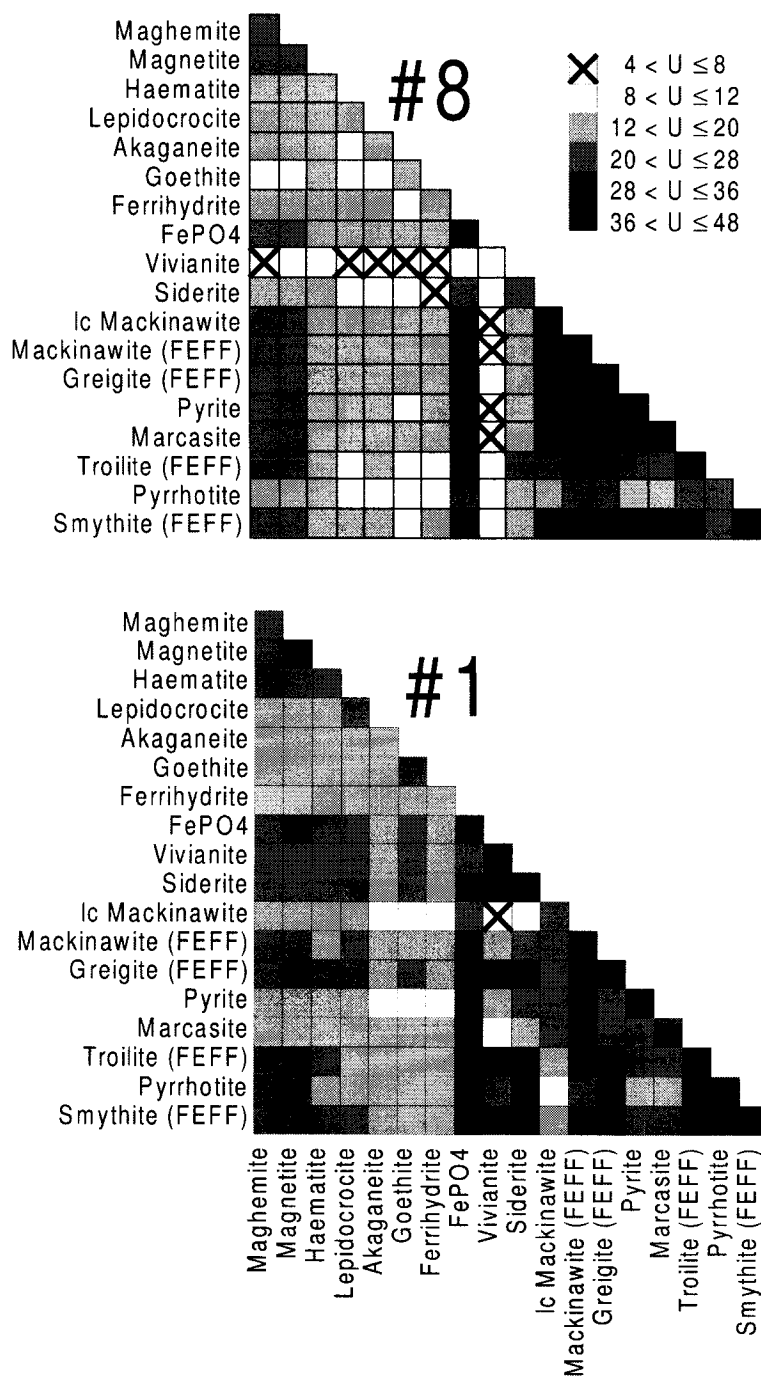 Maghemite
Magnetite
Haematite
Lepidocrocite
Akaganeite
Goethite
Ferrihydrite
FePO4
Vivianite
Siderite
Ic Mackinawite
Mackinawite (FEFF)
Greigite (FEFF)
Pyrite
Marcasite
Troilite (FEFF)
Pyrrhotite
Smythite (FEFF)
#8
4 < U ≤ 8
8 < U ≤ 12
12 < U ≤ 20
20 < U ≤ 28
28 < U ≤ 36
36 < U ≤ 48
Maghemite
Magnetite
Haematite
Lepidocrocite
Akaganeite
Goethite
Ferrihydrite
FePO4
Vivianite
Siderite
Ic Mackinawite
Mackinawite (FEFF)
Greigite (FEFF)
Pyrite
Marcasite
Troilite (FEFF)
Pyrrhotite
Smythite (FEFF)
#1
Maghemite
Magnetite
Haematite
Lepidocrocite
Akaganeite
Goethite
Ferrihydrite
FePO4
Vivianite
Siderite
Ic Mackinawite
Mackinawite (FEFF)
Greigite (FEFF)
Pyrite
Marcasite
Troilite (FEFF)
Pyrrhotite
Smythite (FEFF)